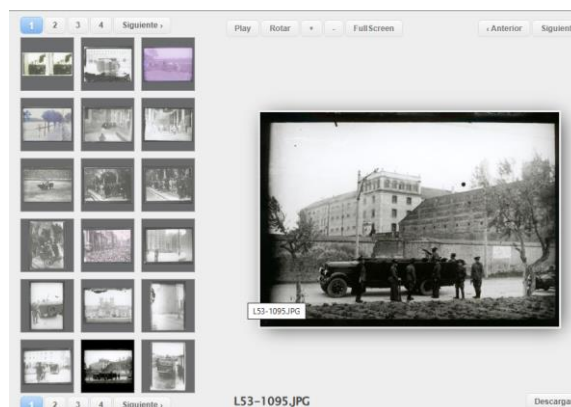 1 2 3 4 Siguiente ›
Play Rotar + - FullScreen ‹ Anterior Siguient
L53-1095.JPG
1 2 3 4 Siguiente ›
L53-1095.JPG Descarga